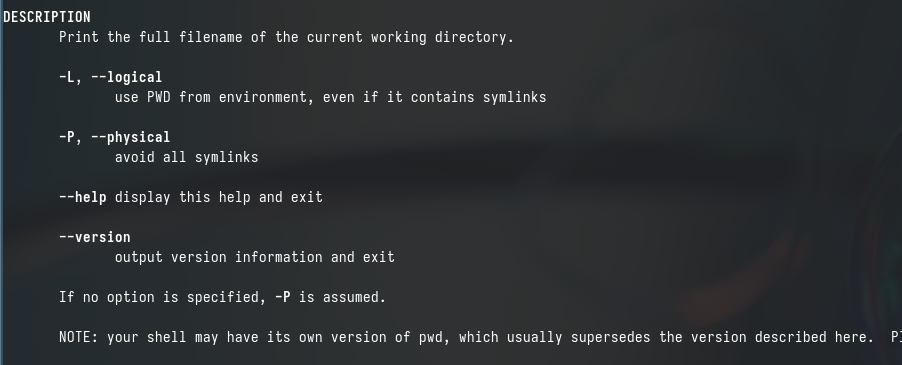 DESCRIPTION
Print the full filename of the current working directory.
-L, --logical
use PWD from environment, even if it contains symlinks
-P, --physical
avoid all symlinks
--help display this help and exit
--version
output version information and exit
If no option is specified, -P is assumed.
NOTE: your shell may have its own version of pwd, which usually supersedes the version described here.